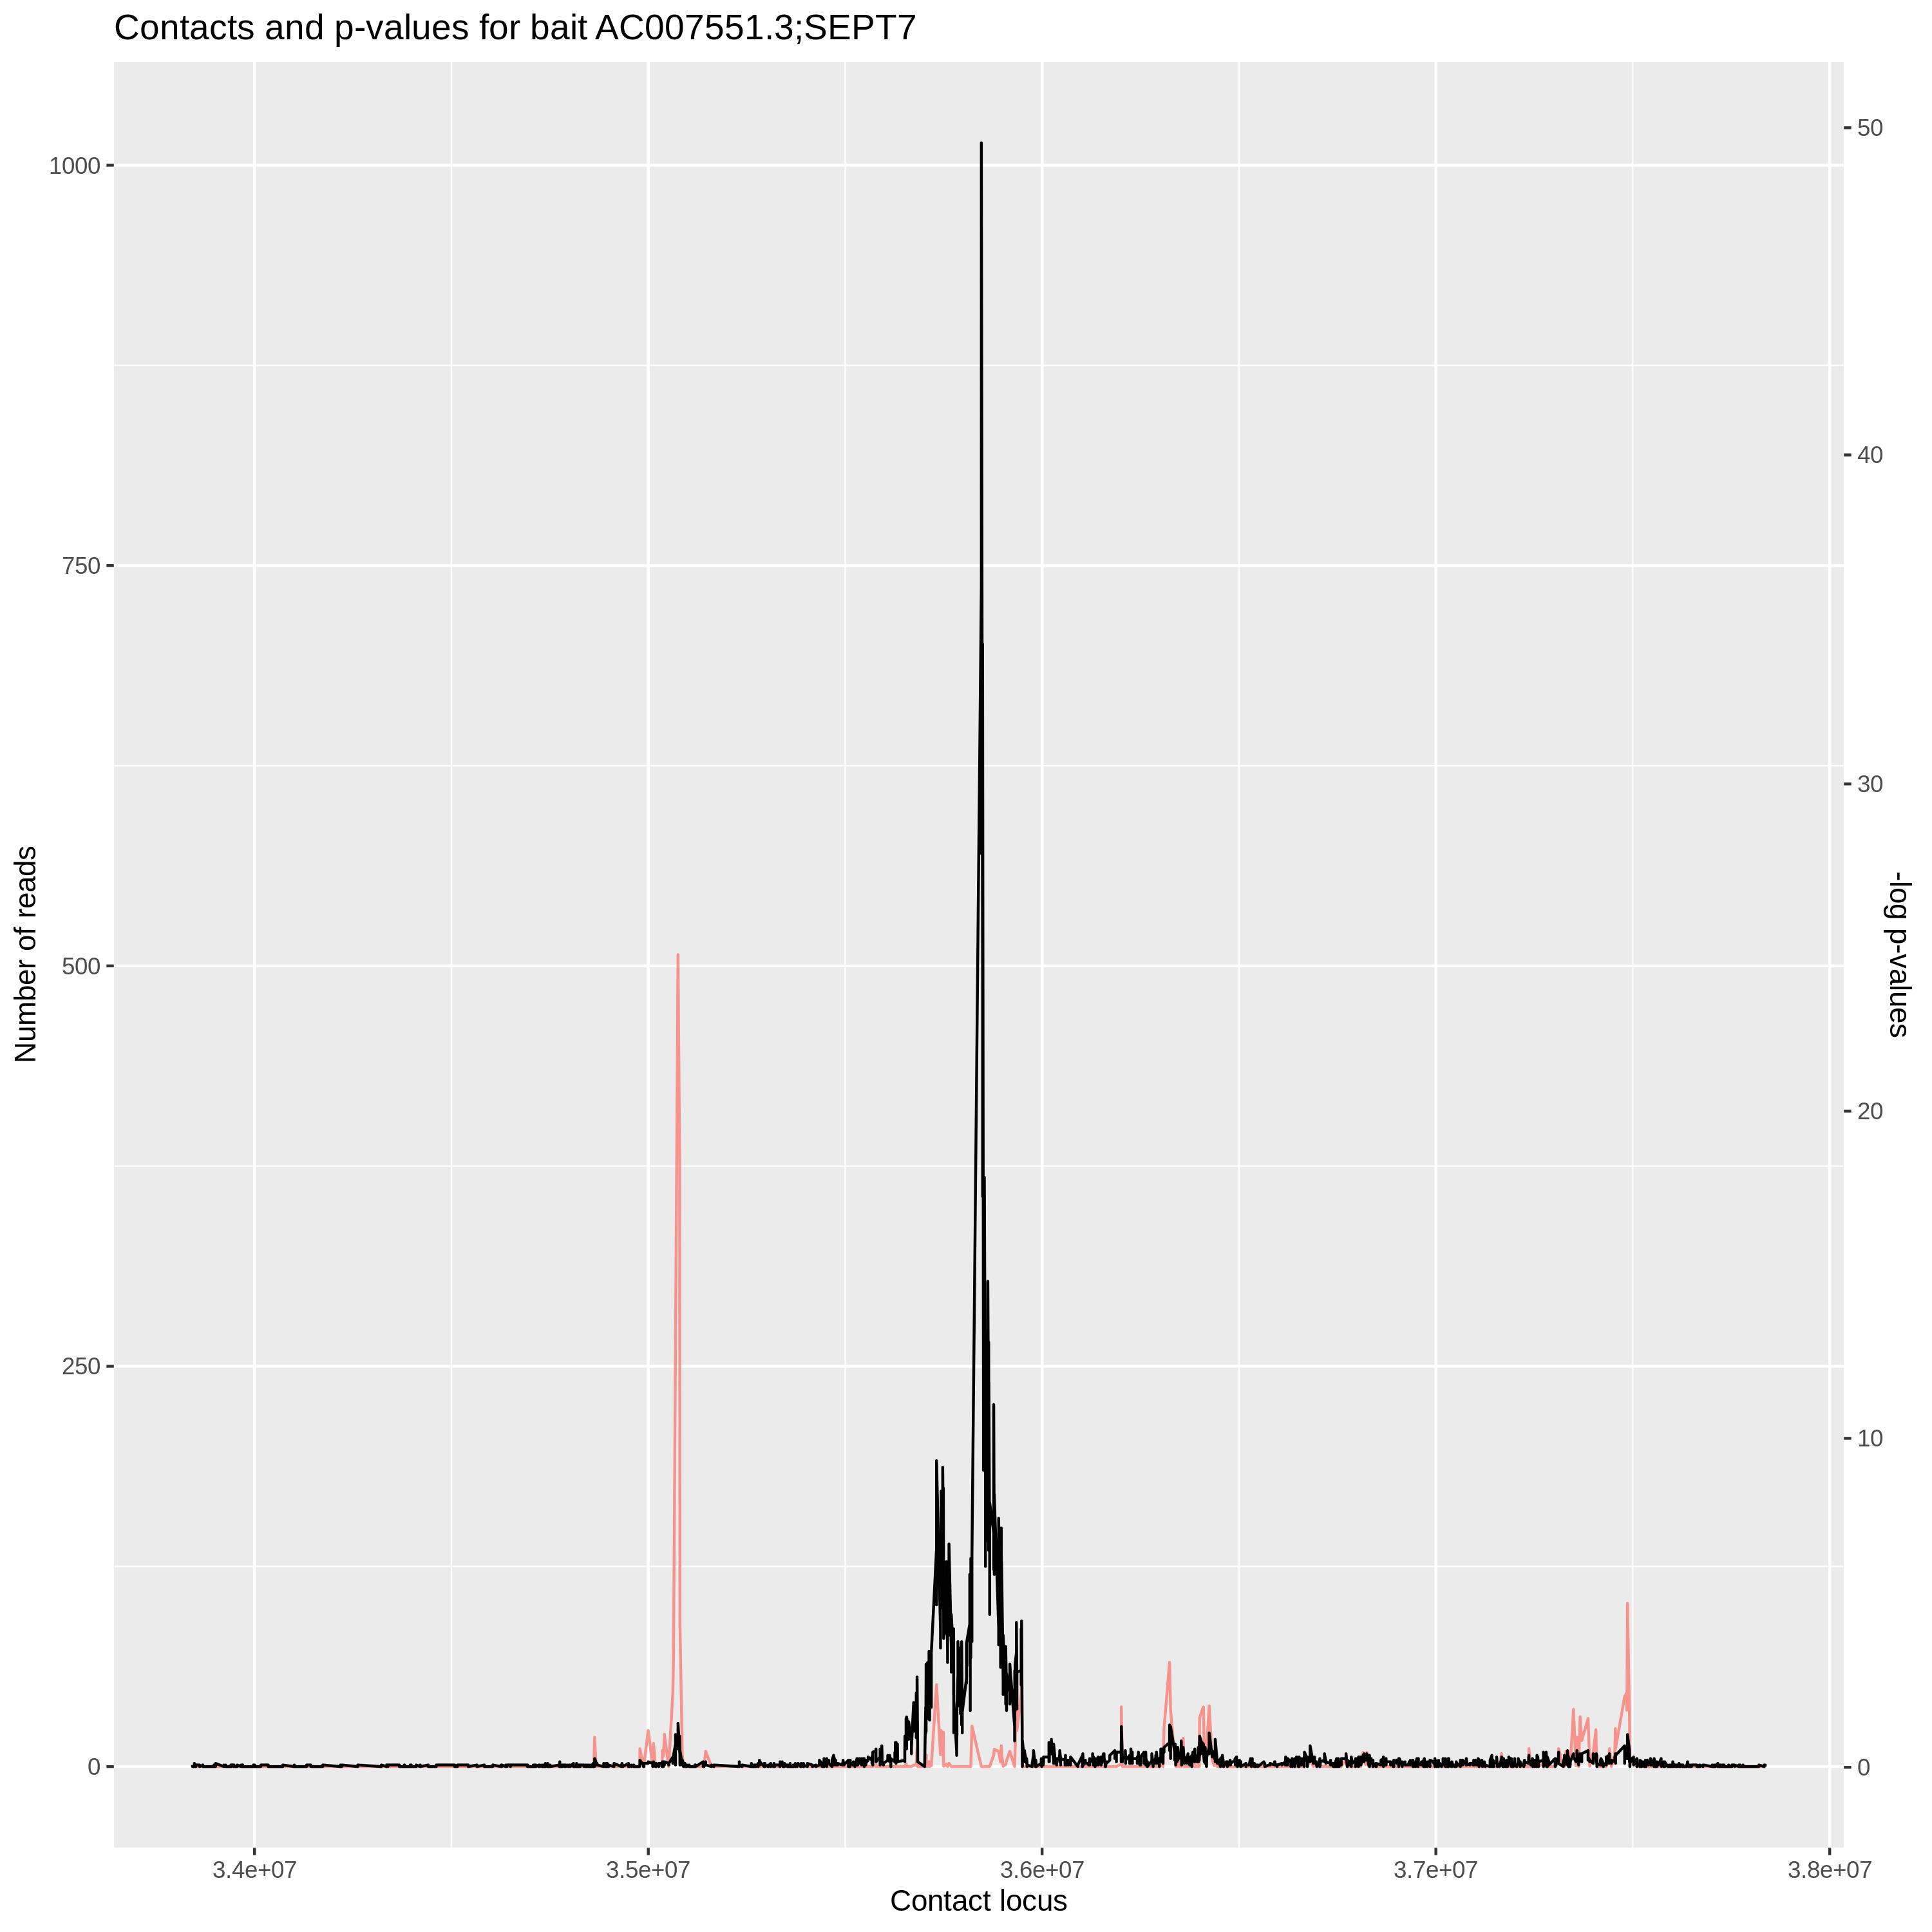 Contacts and p-values for bait AC007551.3;SEPT7
1000
750
500
250
0
Number of reads
50
40
30
20
10
0
-log p-values
3.4e+07
3.5e+07
3.6e+07
3.7e+07
3.8e+07
Contact locus